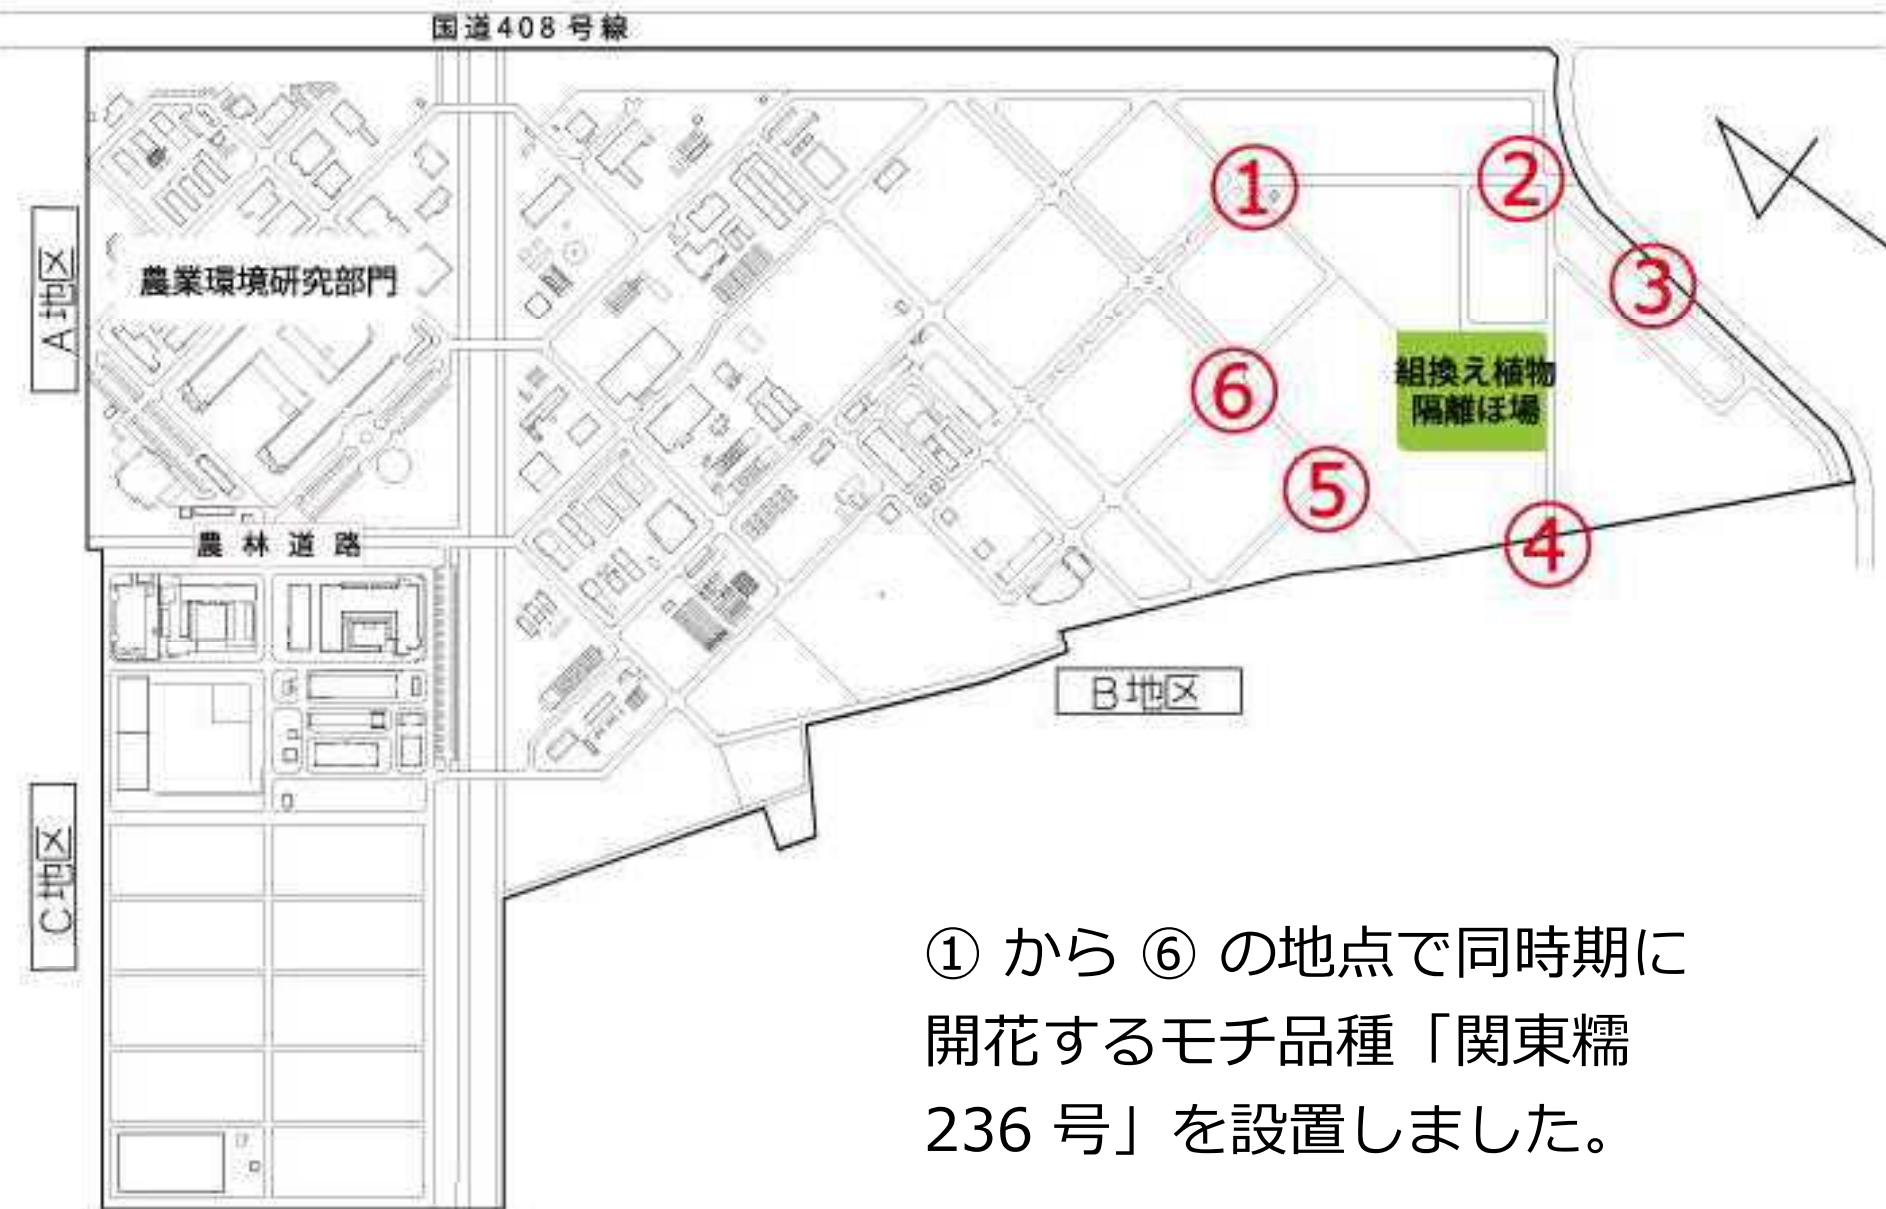 国道408号線
①
②
A地区
農業環境研究部門
③
組換え植物
隔離ほ場
⑥
⑤
農林道路
④
B地区
C地区
① から ⑥ の地点で同時期に
開花するモチ品種「関東糯
236 号」を設置しました。